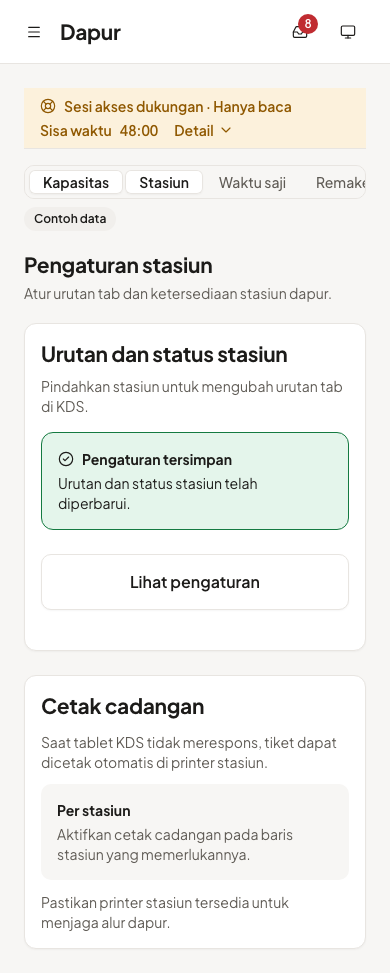 Dapur
8
Sesi akses dukungan · Hanya baca
Sisa waktu 48:00 Detail
Kapasitas Stasiun Waktu saji Remake
Contoh data
Pengaturan stasiun
Atur urutan tab dan ketersediaan stasiun dapur.
Urutan dan status stasiun
Pindahkan stasiun untuk mengubah urutan tab
di KDS.
Pengaturan tersimpan
Urutan dan status stasiun telah
diperbarui.
Lihat pengaturan
Cetak cadangan
Saat tablet KDS tidak merespons, tiket dapat
dicetak otomatis di printer stasiun.
Per stasiun
Aktifkan cetak cadangan pada baris
stasiun yang memerlukannya.
Pastikan printer stasiun tersedia untuk
menjaga alur dapur.